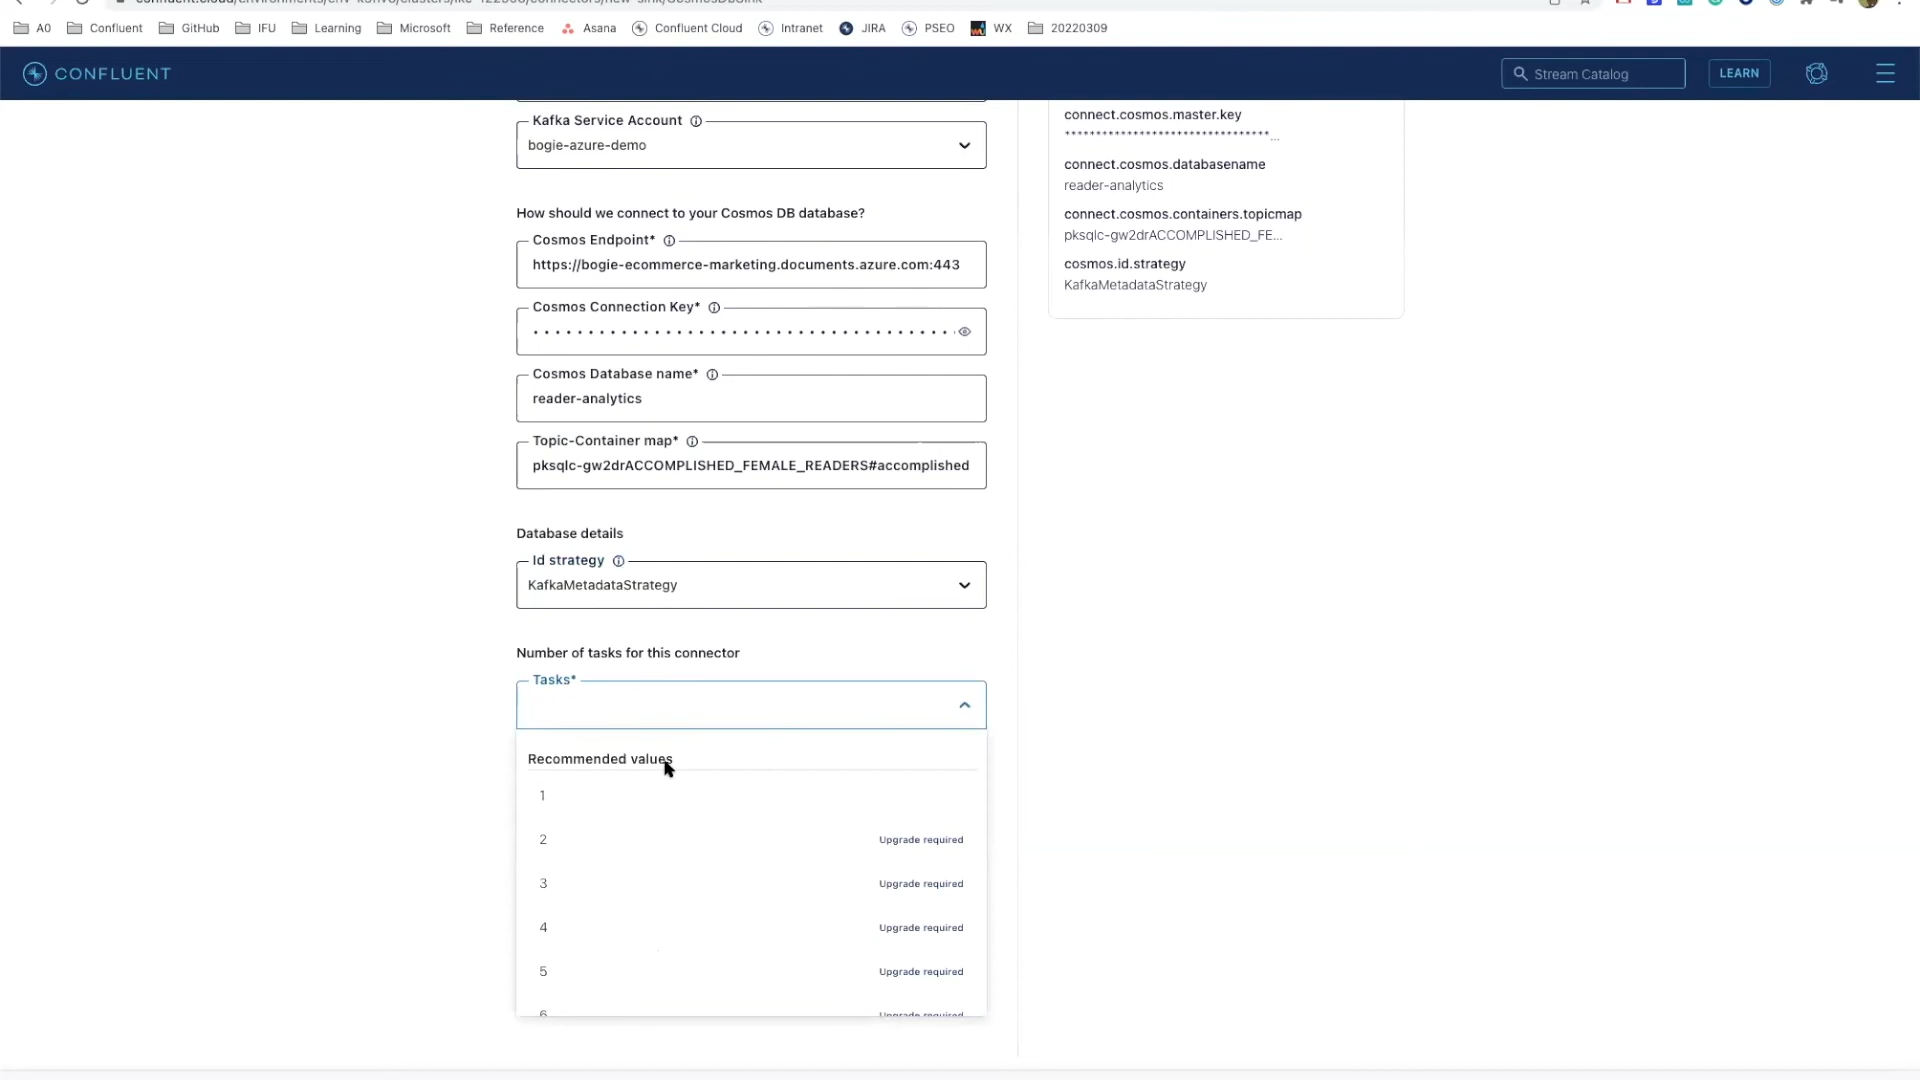 A0 Confluent GitHub IFU Learning Microsoft Reference Asana Confluent Cloud Intranet JIRA PSEO WX 20220309
CONFLUENT Stream Catalog LEARN
Kafka Service Account
bogie-azure-demo
How should we connect to your Cosmos DB database?
Cosmos Endpoint*
https://bogie-ecommerce-marketing.documents.azure.com:443
Cosmos Connection Key*
Cosmos Database name*
reader-analytics
Topic-Container map*
pksqlc-gw2drACCOMPLISHED_FEMALE_READERS#accomplished
Database details
Id strategy
KafkaMetadataStrategy
Number of tasks for this connector
Tasks*
Recommended values
1
2 Upgrade required
3 Upgrade required
4 Upgrade required
5 Upgrade required
6 Upgrade required
connect.cosmos.master.key
*********************************...
connect.cosmos.databasename
reader-analytics
connect.cosmos.containers.topicmap
pksqlc-gw2drACCOMPLISHED_FE...
cosmos.id.strategy
KafkaMetadataStrategy